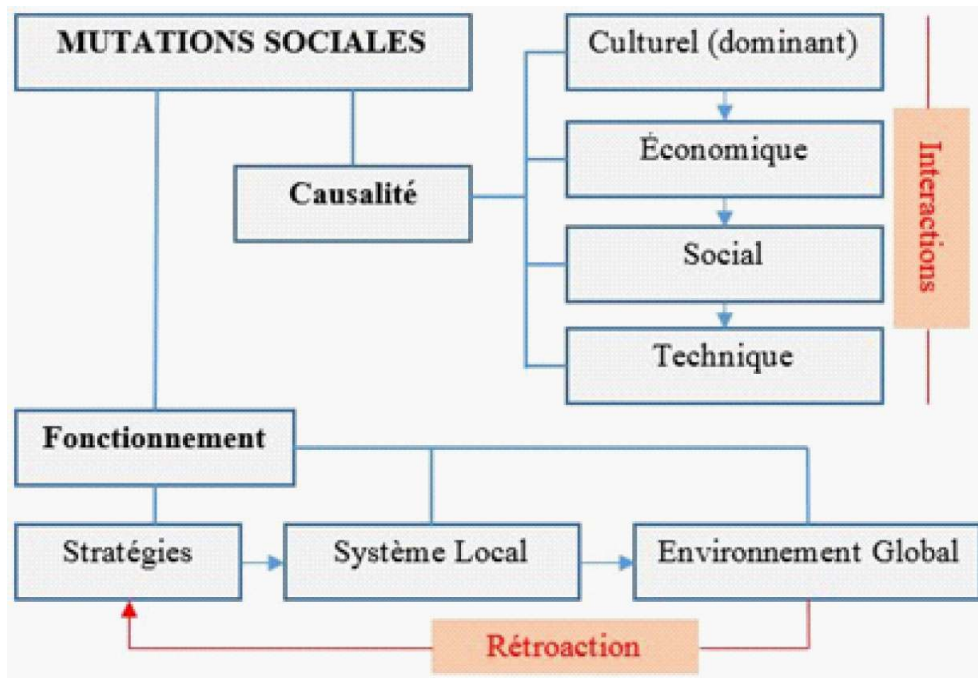 MUTATIONS SOCIALES
Culturel (dominant)
Économique
Causalité
Social
Technique
Interactions
Fonctionnement
Stratégies
Système Local
Environnement Global
Rétroaction